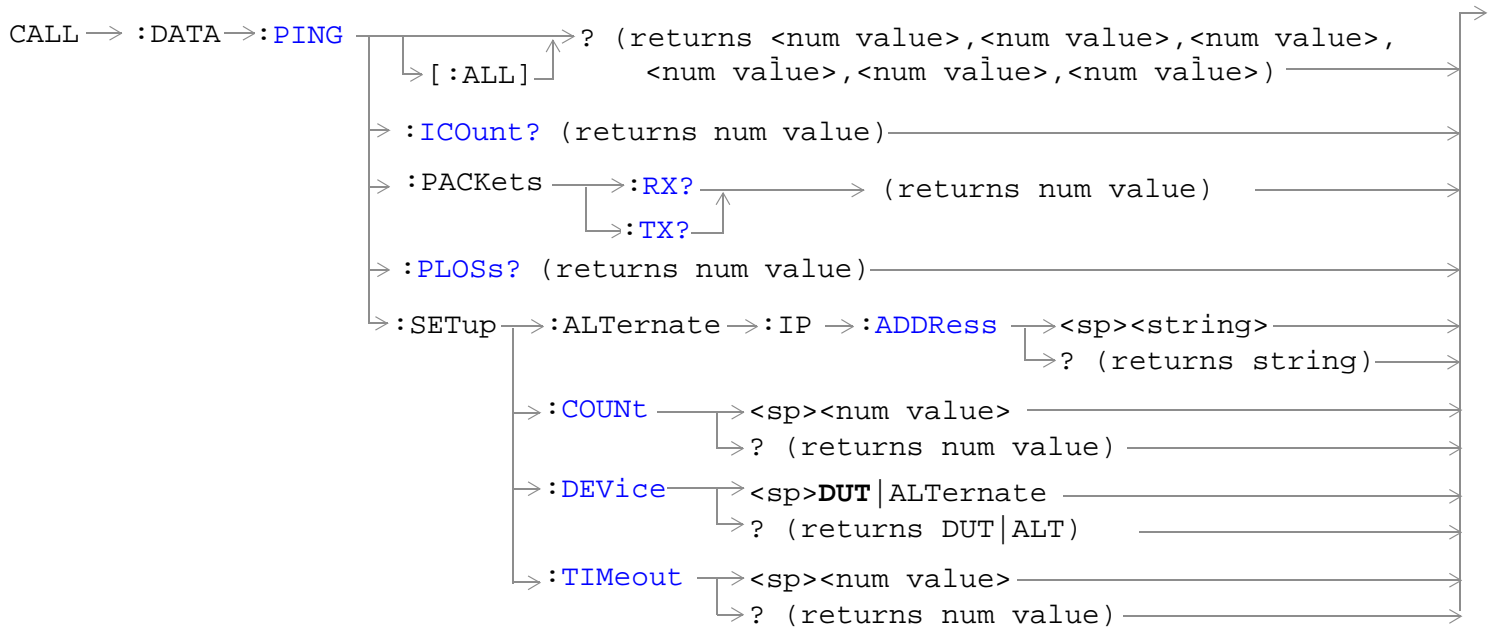 CALL :DATA :PING ? (returns <num value>,<num value>,<num value>,
[:ALL] <num value>,<num value>,<num value>)
:ICOunt? (returns num value)
:PACKets :RX? (returns num value)
:TX?
:PLOSs? (returns num value)
:SETup :ALTernate :IP :ADDRess <sp><string>
? (returns string)
:COUNt <sp><num value>
? (returns num value)
:DEVice <sp>DUT|ALTernate
? (returns DUT|ALT)
:TIMeout <sp><num value>
? (returns num value)